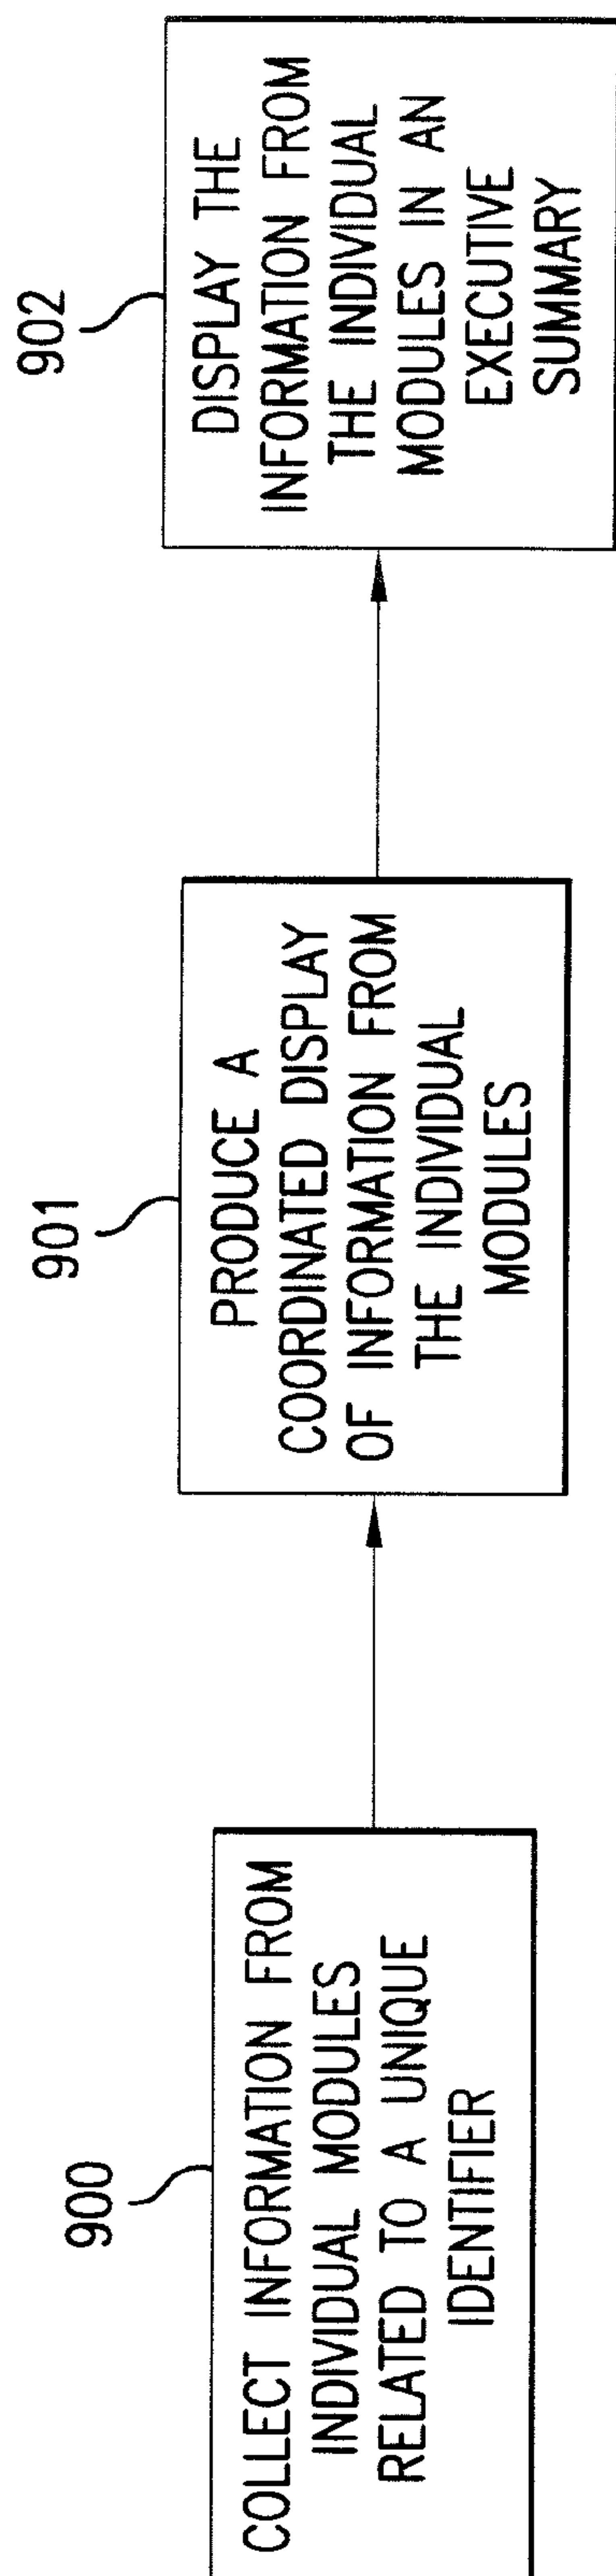 900
COLLECT INFORMATION FROM
INDIVIDUAL MODULES
RELATED TO A UNIQUE
IDENTIFIER
901
PRODUCE A
COORDINATED DISPLAY
OF INFORMATION FROM
THE INDIVIDUAL
MODULES
902
DISPLAY THE
INFORMATION FROM
THE INDIVIDUAL
MODULES IN AN
EXECUTIVE
SUMMARY